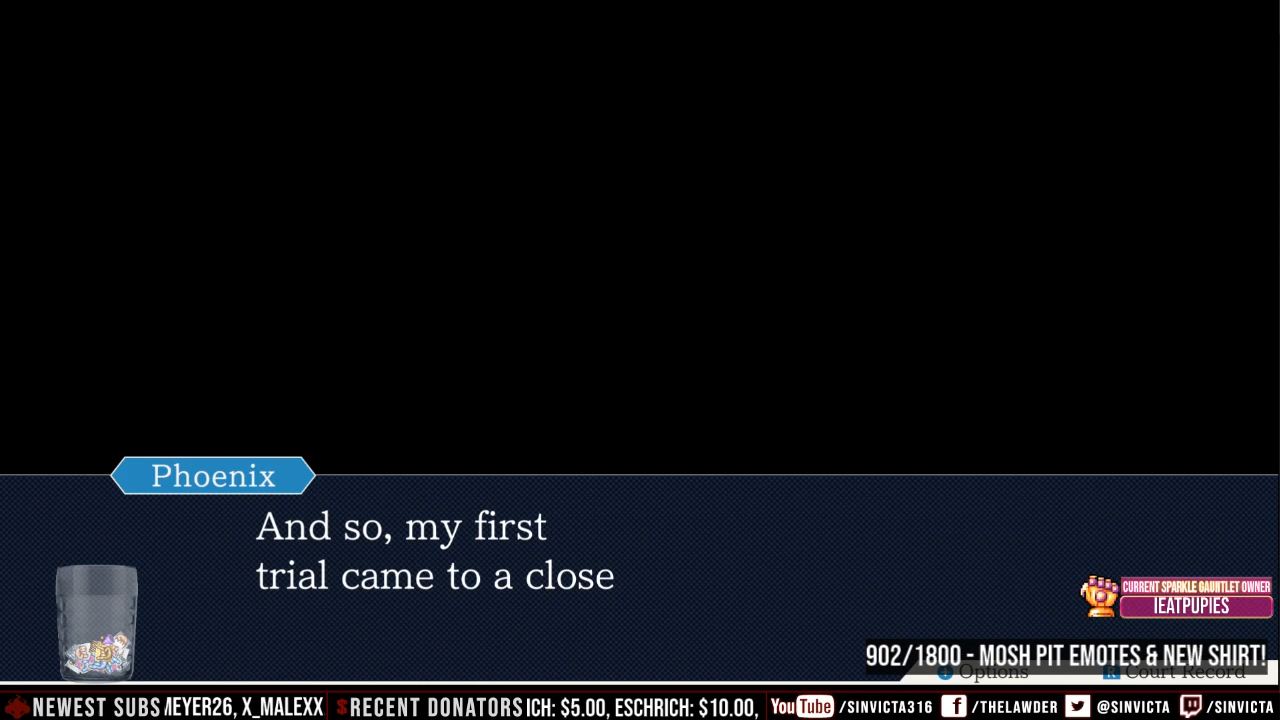 Phoenix
And so, my first
trial came to a close
CURRENT SPARKLE GAUNTLET OWNER
IEATPUPIES
902/1800 - MOSH PIT EMOTES & NEW SHIRT!
+ Options R Court Record
NEWEST SUBS MEYER26, X_MALEXX $ RECENT DONATORS ICH: $5.00, ESCHRICH: $10.00, YouTube /SINVICTA316 f /THELAWDER @SINVICTA /SINVICTA